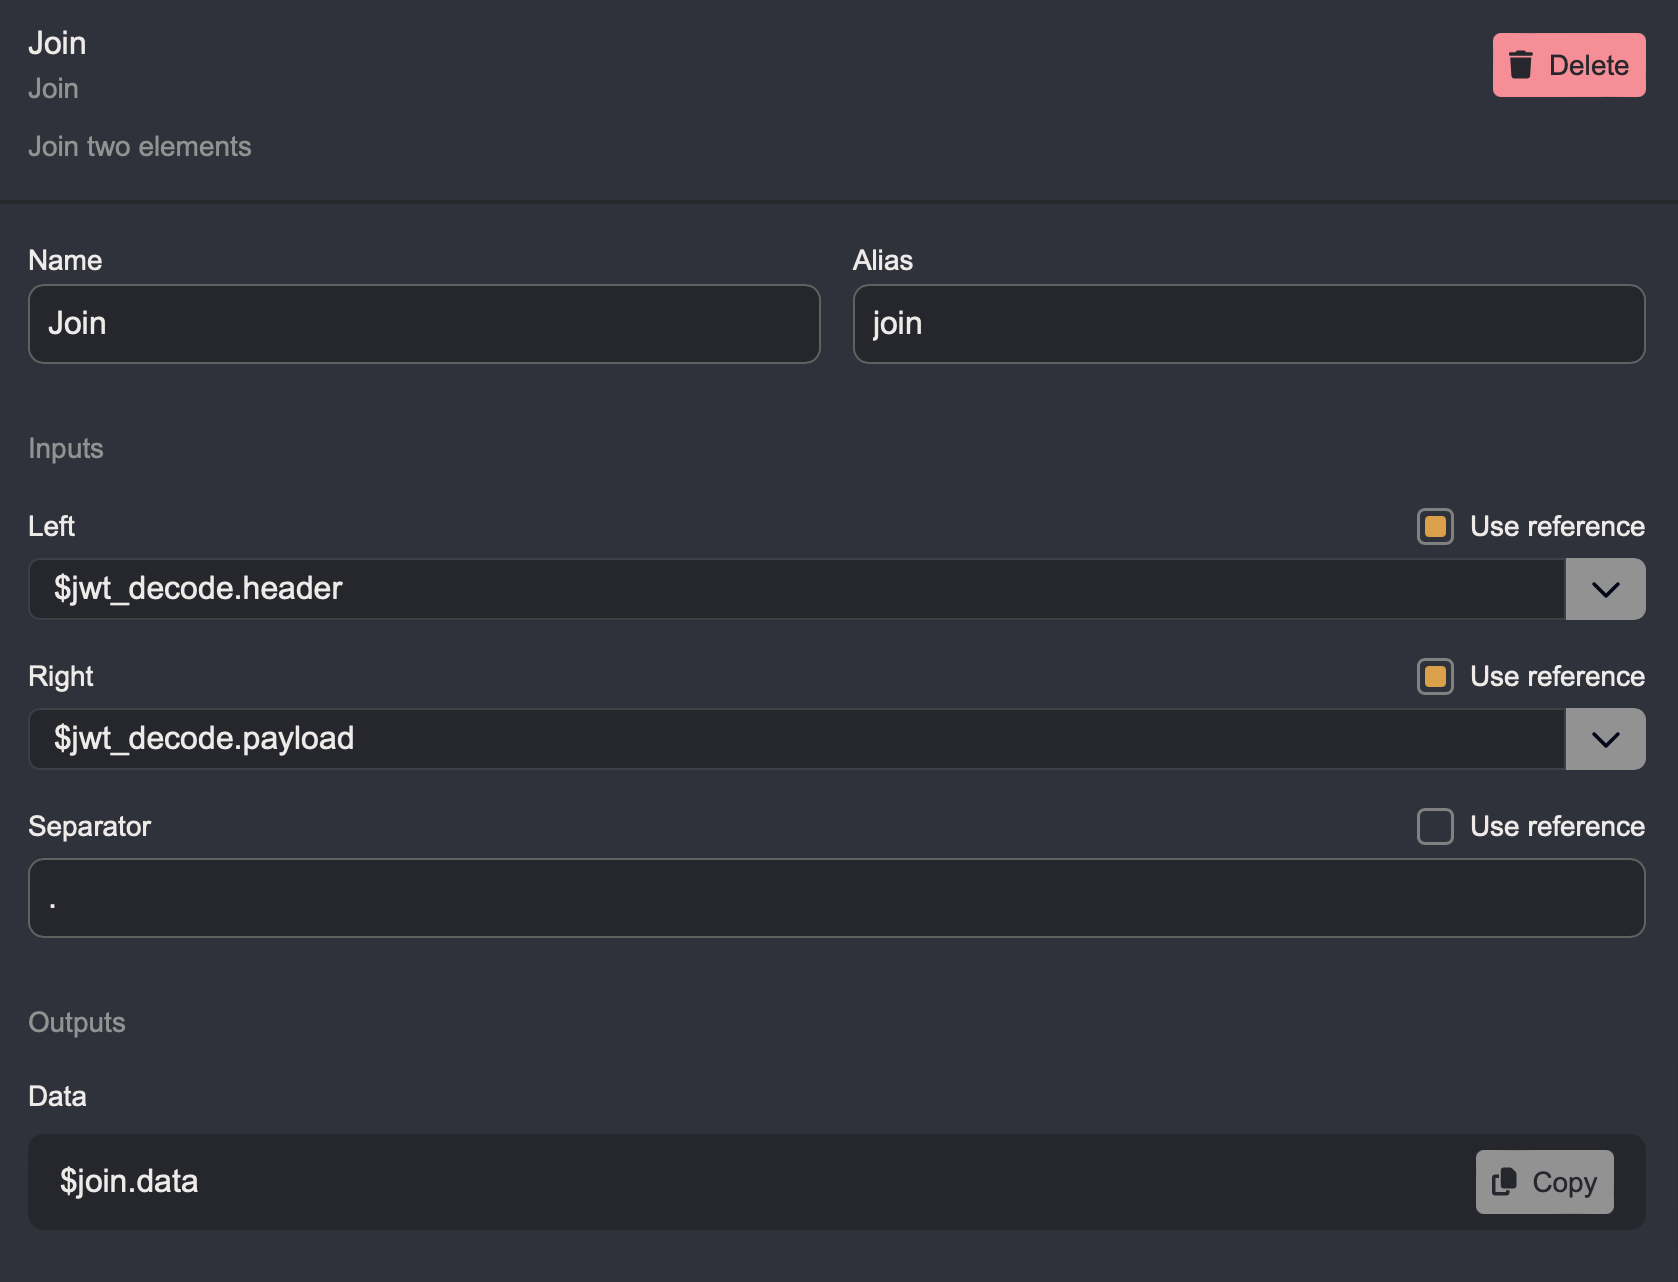 Join
Join
Delete
Join two elements
Name
Alias
Join
join
Inputs
Left
Use reference
$jwt_decode.header
Right
Use reference
$jwt_decode.payload
Separator
Use reference
.
Outputs
Data
$join.data
Copy